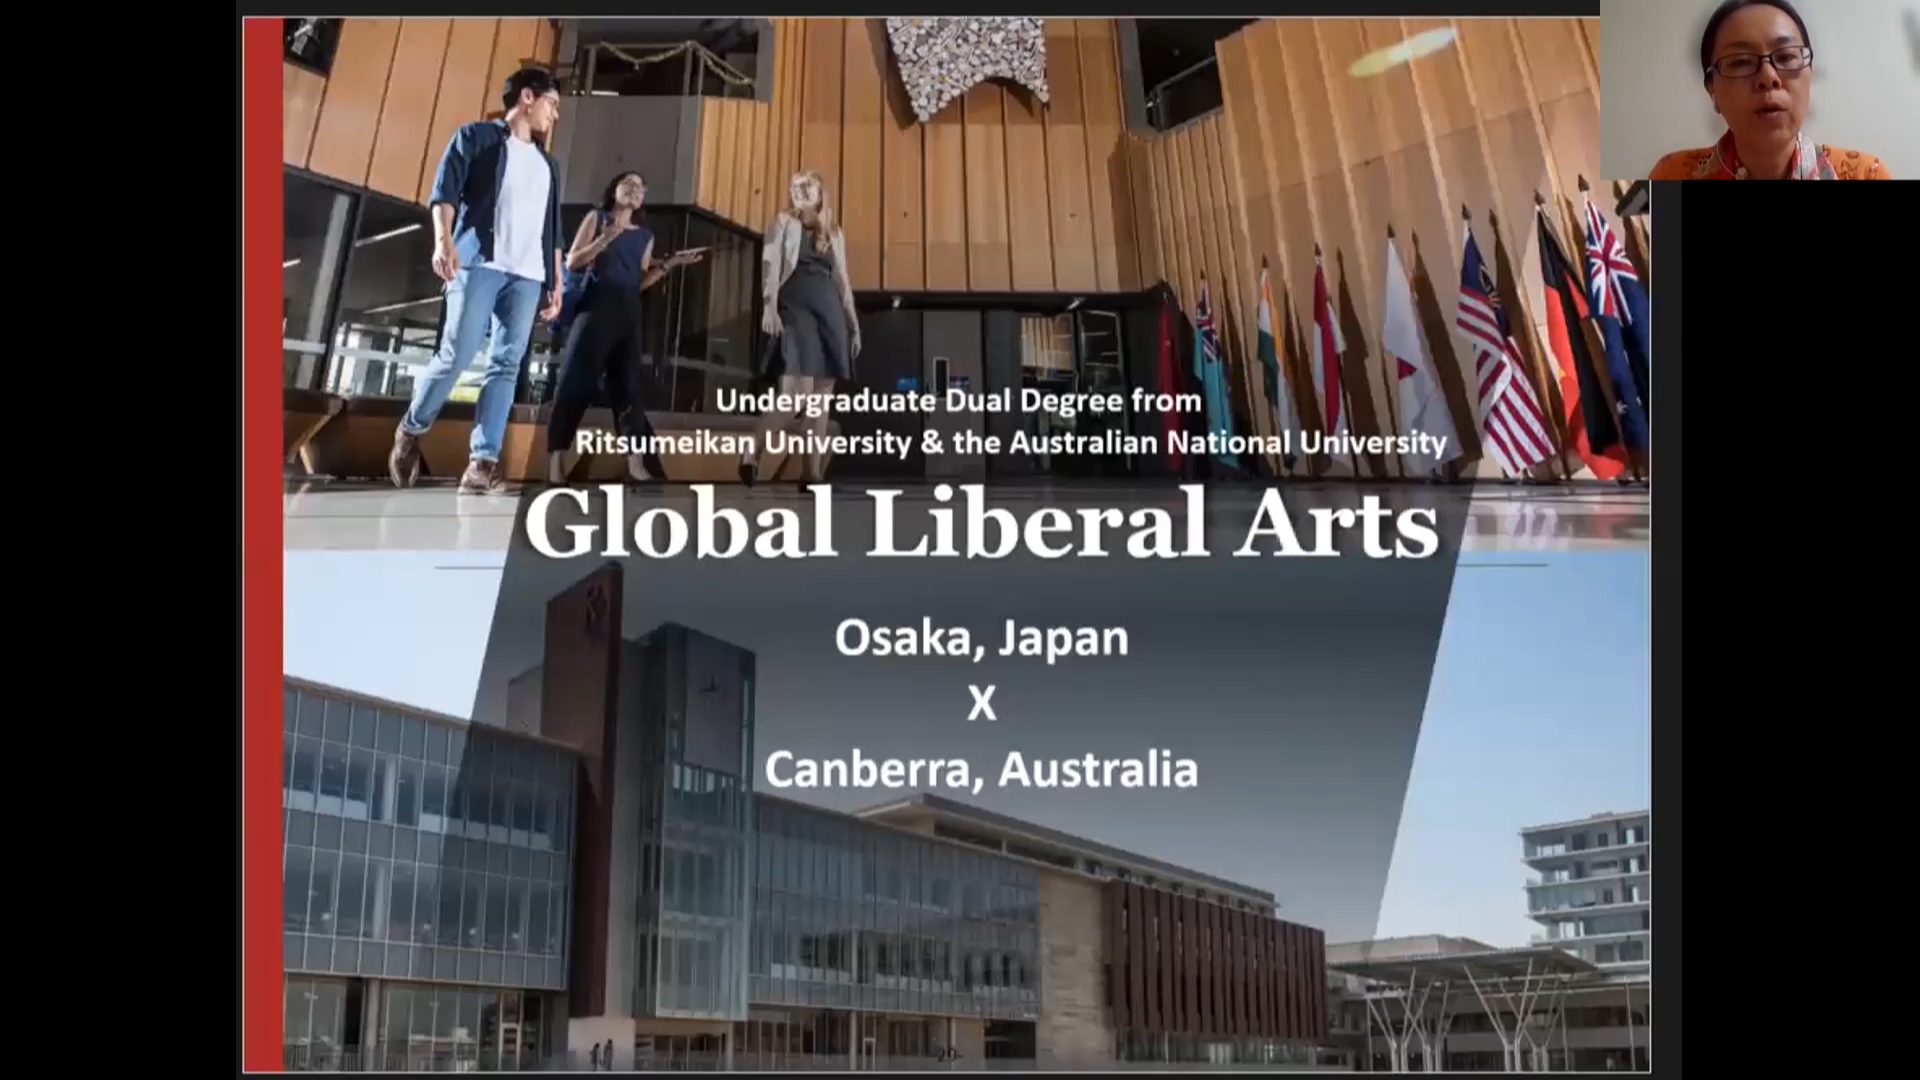 Undergraduate Dual Degree from
Ritsumeikan University & the Australian National University
Global Liberal Arts
Osaka, Japan
X
Canberra, Australia